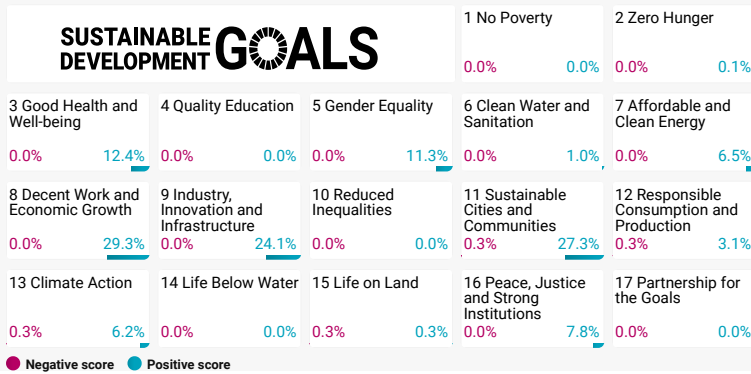 SUSTAINABLE
DEVELOPMENT
GOALS
1 No Poverty
0.0% 0.0%
2 Zero Hunger
0.0% 0.1%
3 Good Health and
Well-being
0.0% 12.4%
4 Quality Education
0.0% 0.0%
5 Gender Equality
0.0% 11.3%
6 Clean Water and
Sanitation
0.0% 1.0%
7 Affordable and
Clean Energy
0.0% 6.5%
8 Decent Work and
Economic Growth
0.0% 29.3%
9 Industry,
Innovation and
Infrastructure
0.0% 24.1%
10 Reduced
Inequalities
0.0% 0.0%
11 Sustainable
Cities and
Communities
0.3% 27.3%
12 Responsible
Consumption and
Production
0.3% 3.1%
13 Climate Action
0.3% 6.2%
14 Life Below Water
0.0% 0.0%
15 Life on Land
0.3% 0.3%
16 Peace, Justice
and Strong
Institutions
0.0% 7.8%
17 Partnership for
the Goals
0.0% 0.0%
Negative score Positive score